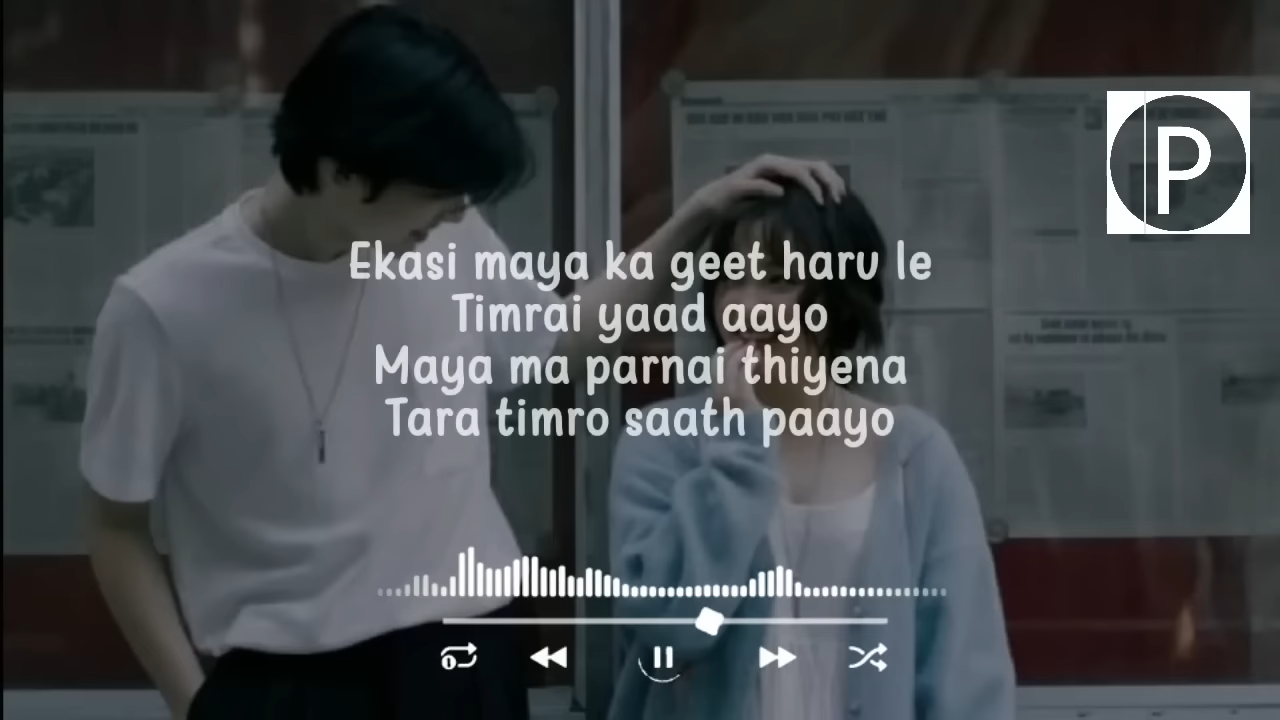 P
Ekasi maya ka geet haru le
Timrai yaad aayo
Maya ma parnai thiyena
Tara timro saath paayo